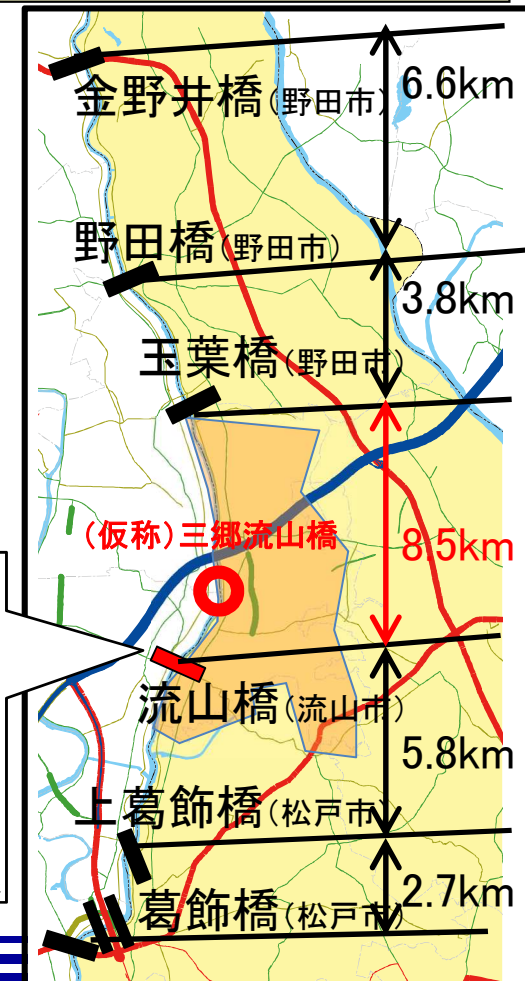 金野井橋(野田市)
6.6km
野田橋(野田市)
3.8km
玉葉橋(野田市)
(仮称)三郷流山橋
8.5km
流山橋(流山市)
5.8km
上葛飾橋(松戸市)
2.7km
葛飾橋(松戸市)